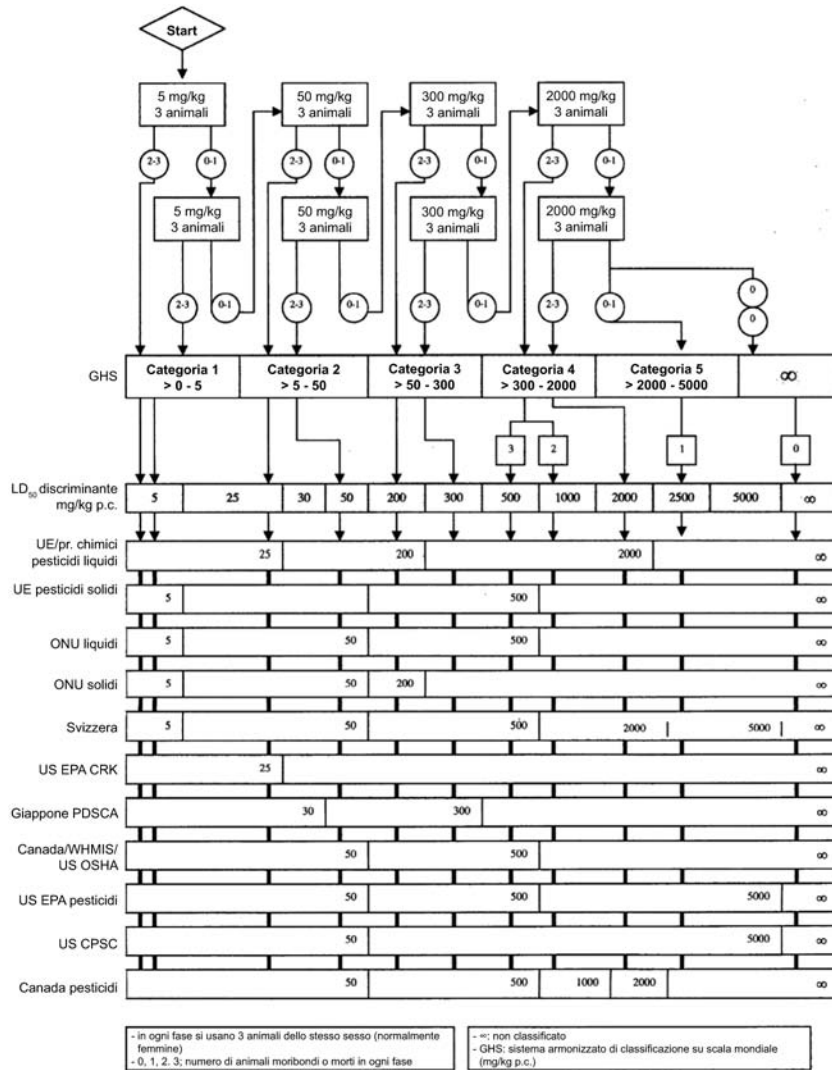 Start
5 mg/kg 50 mg/kg 300 mg/kg 2000 mg/kg
3 animali 3 animali 3 animali 3 animali
2-3 0-1 2-3 0-1 2-3 0-1 2-3 0-1
5 mg/kg 50 mg/kg 300 mg/kg 2000 mg/kg
3 animali 3 animali 3 animali 3 animali
0
2-3 0-1 2-3 0-1 2-3 0-1 2-3 0-1
0
GHS
Categoria 1 Categoria 2 Categoria 3 Categoria 4 Categoria 5 ∞
> 0 - 5 > 5 - 50 > 50 - 300 > 300 - 2000 > 2000 - 5000
3 2 1 0
LD50 discriminante
mg/kg p.c.
5 25 30 50 200 300 500 1000 2000 2500 5000 ∞
UE/pr. chimici
pesticidi liquidi
25 200 2000 ∞
UE pesticidi solidi
5 500 ∞
ONU liquidi
5 50 500 ∞
ONU solidi
5 50 200 ∞
Svizzera
5 50 500 2000 5000 ∞
US EPA CRK
25 ∞
Giappone PDSCA
30 300 ∞
Canada/WHMIS/
US OSHA
50 500 ∞
US EPA pesticidi
50 500 5000 ∞
US CPSC
50 5000 ∞
Canada pesticidi
50 500 1000 2000 ∞
- in ogni fase si usano 3 animali dello stesso sesso (normalmente
femmine)
- 0, 1, 2. 3; numero di animali moribondi o morti in ogni fase
- ∞: non classificato
- GHS: sistema armonizzato di classificazione su scala mondiale
(mg/kg p.c.)